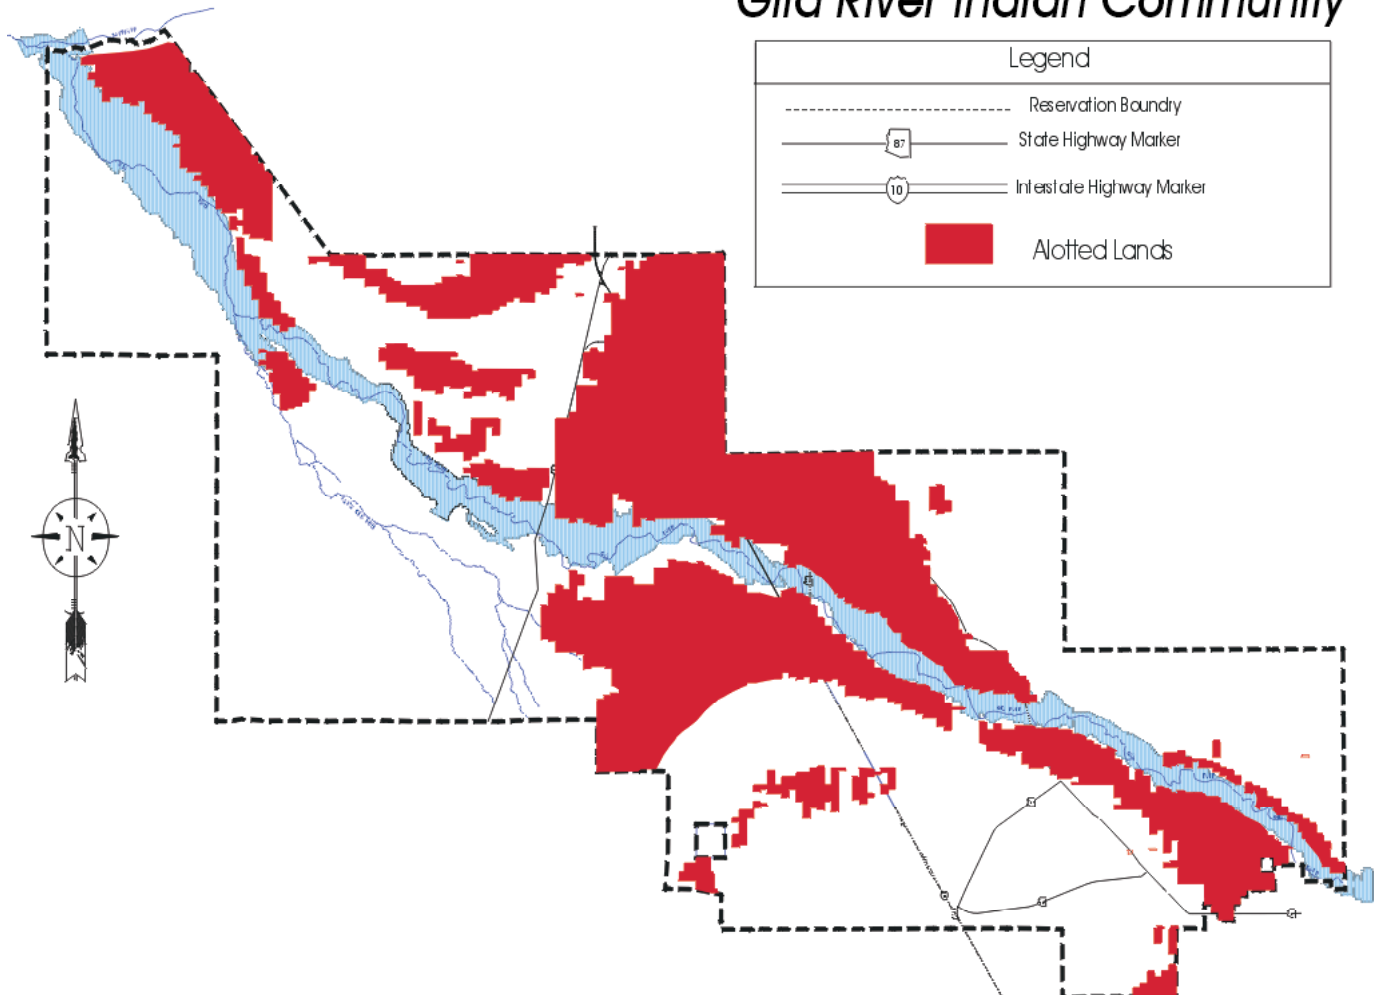 Gila River Indian Community
Legend
Reservation Boundry
87
State Highway Marker
10
Interstate Highway Marker
Alotted Lands
N